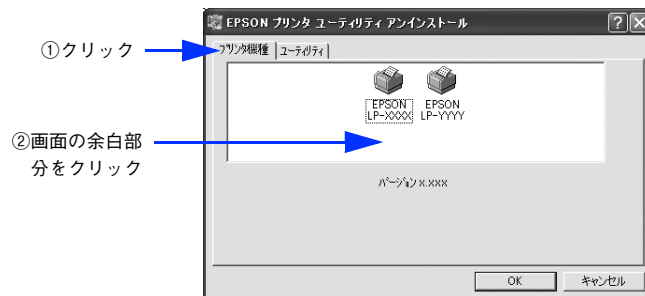 EPSON プリンタ ユーティリティ アンインストール
①クリック
プリンタ機種 ユーティリティ
EPSON LP-XXXX
EPSON LP-YYYY
②画面の余白部
分をクリック
バージョン x.xxx
OK キャンセル